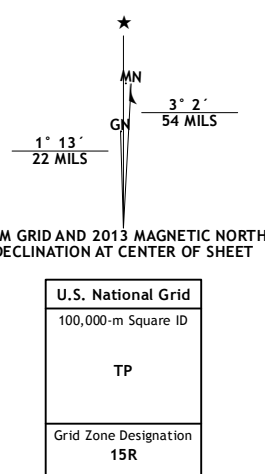 ★
MN
3° 2´
54 MILS
GN
1° 13´
22 MILS
M GRID AND 2013 MAGNETIC NORTH
DECLINATION AT CENTER OF SHEET
U.S. National Grid
100,000-m Square ID
TP
Grid Zone Designation
15R